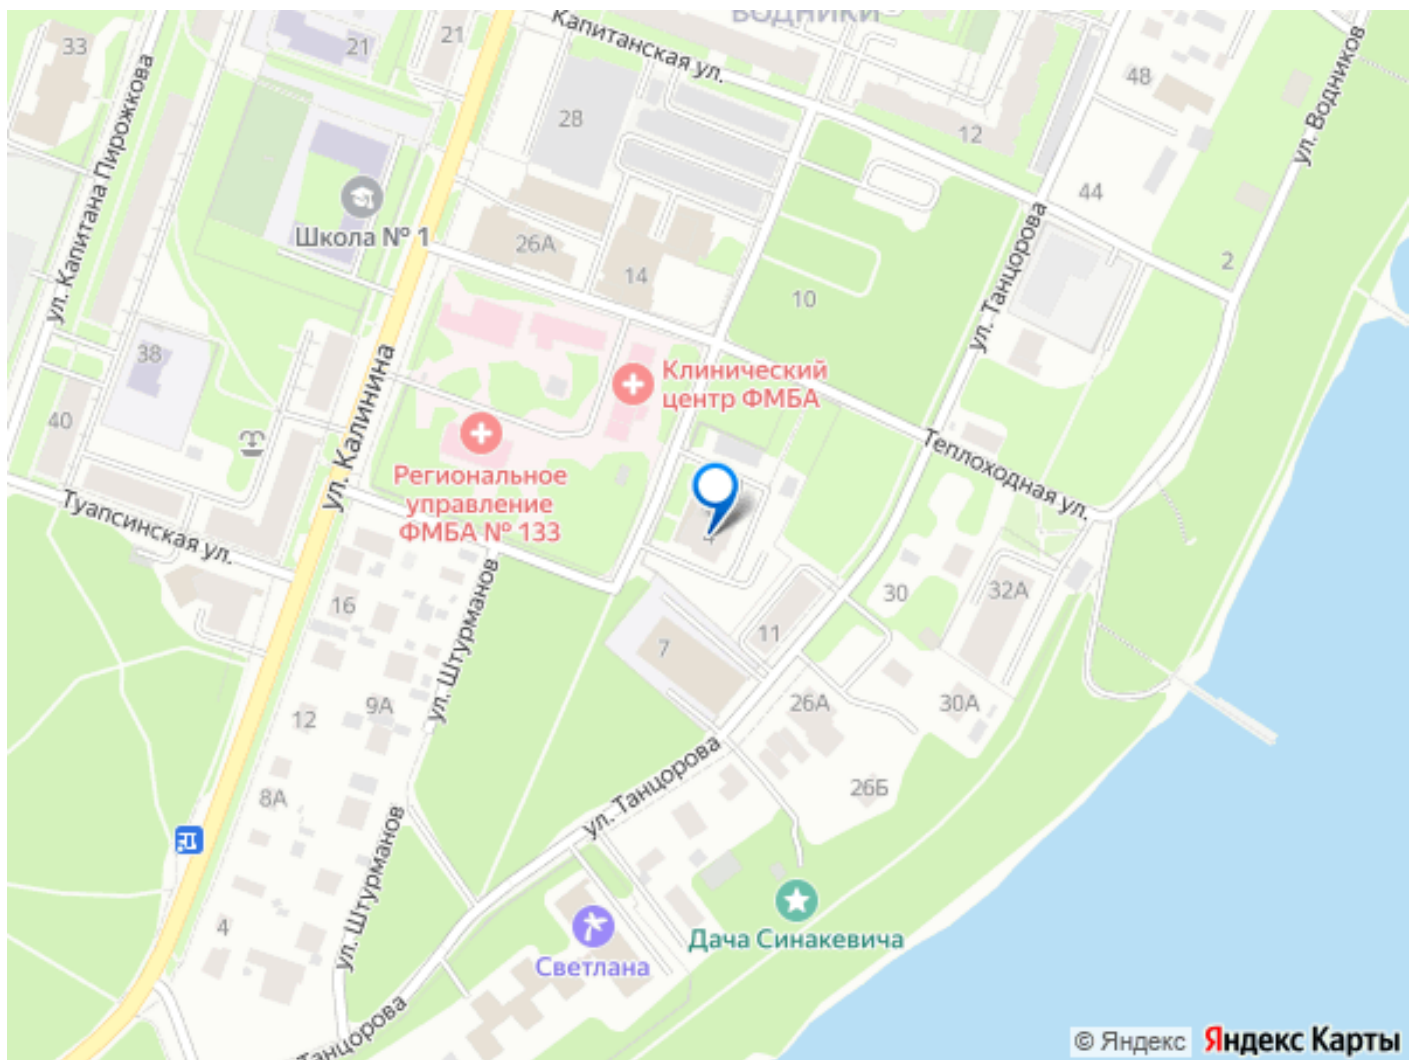 ВОДНИКИ
Капитанская ул.
33
21
21
ул. Капитана Пирожкова
28
12
48
ул. Водников
44
Школа № 1
26А
14
10
2
ул. Танцорова
38
ул. Калинина
Клинический
центр ФМБА
40
Региональное
управление
ФМБА № 133
Теплоходная ул.
Туапсинская ул.
4
16
ул. Штурманов
7
11
30
32А
12
9А
26А
30А
8А
ул. Танцорова
26Б
ул. Штурманов
4
Светлана
Дача Синакевича
Танцорова
© Яндекс Яндекс Карты